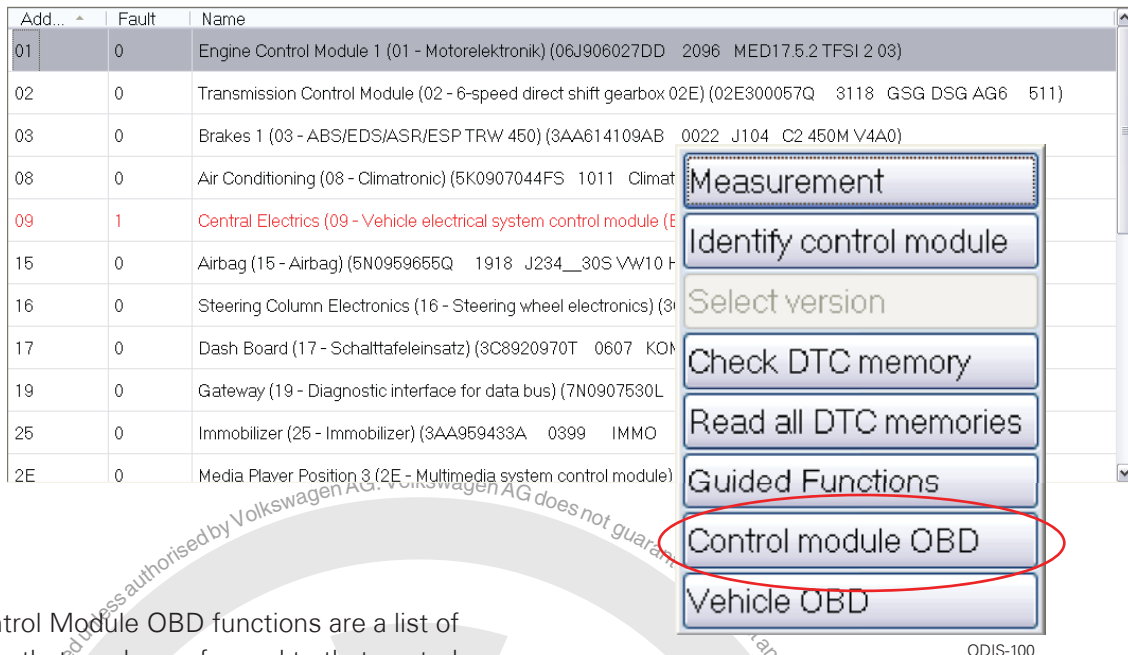 Add... Fault Name
01 0 Engine Control Module 1 (01 - Motorelektronik) (06J906027DD 2096 MED17.5.2 TFSI 2 03)
02 0 Transmission Control Module (02 - 6-speed direct shift gearbox 02E) (02E300057Q 3118 GSG DSG AG6 511)
03 0 Brakes 1 (03 - ABS/EDS/ASR/ESP TRW 450) (3AA614109AB 0022 J104 C2 450M V4A0)
08 0 Air Conditioning (08 - Climatronic) (5K0907044FS 1011 Climat
09 1 Central Electrics (09 - Vehicle electrical system control module (
15 0 Airbag (15 - Airbag) (5N0959655Q 1918 J234__30S VW10
16 0 Steering Column Electronics (16 - Steering wheel electronics) (
17 0 Dash Board (17 - Schalttafeleinsatz) (3C8920970T 0607
19 0 Gateway (19 - Diagnostic interface for data bus) (7N0907530L
25 0 Immobilizer (25 - Immobilizer) (3AA959433A 0399 IMMO
2E 0 Media Player Position 3 (2E - Multimedia system control module)
Measurement
Identify control module
Select version
Check DTC memory
Read all DTC memories
Guided Functions
Control module OBD
Vehicle OBD
authorised by Volkswagen AG. Volkswagen AG does not
ntrol Module OBD functions are a list of
ODIS-100